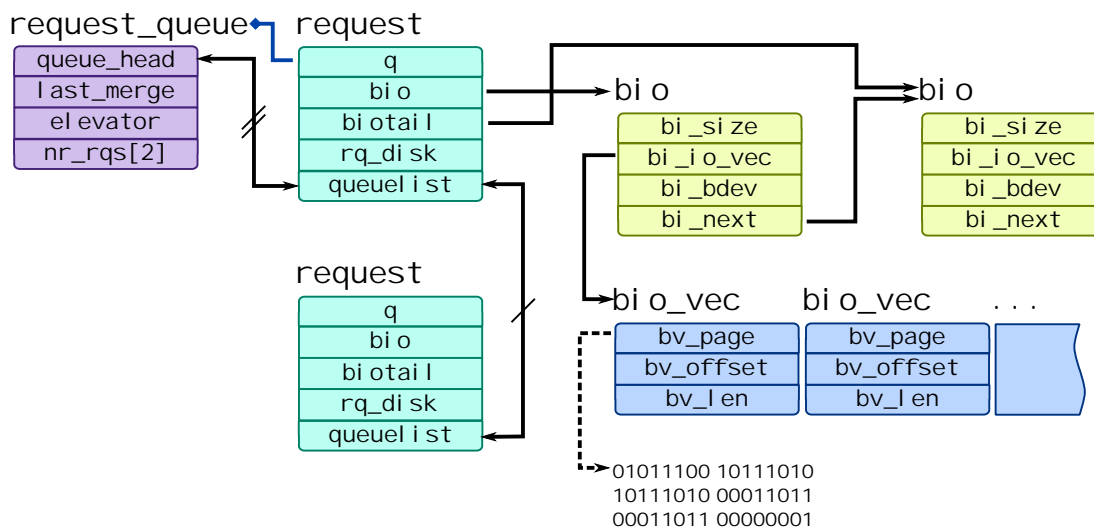 request_queue
queue_head
last_merge
elevator
nr_rqs[2]
request
q
bio
biotail
rq_disk
queuelist
bio
bi_size
bi_io_vec
bi_bdev
bi_next
bio
bi_size
bi_io_vec
bi_bdev
bi_next
request
q
bio
biotail
rq_disk
queuelist
bio_vec
bv_page
bv_offset
bv_len
bio_vec
bv_page
bv_offset
bv_len
...
01011100 10111010
10111010 00011011
00011011 00000001